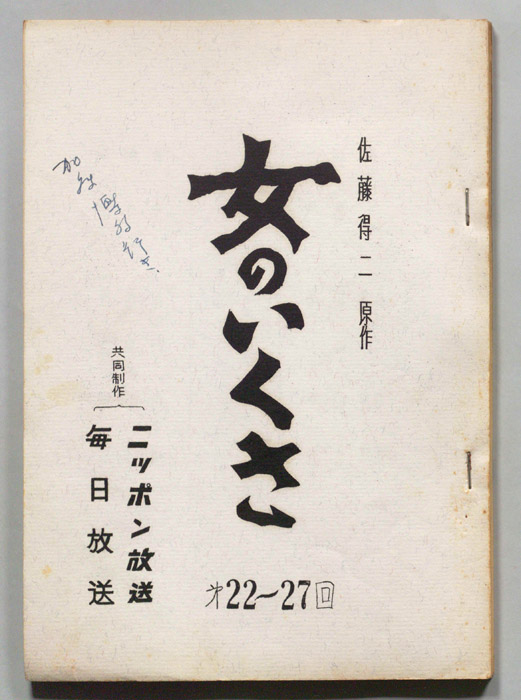 佐藤得二 原作
女のいくさ
第22〜27回
共同制作
ニッポン放送
毎日放送